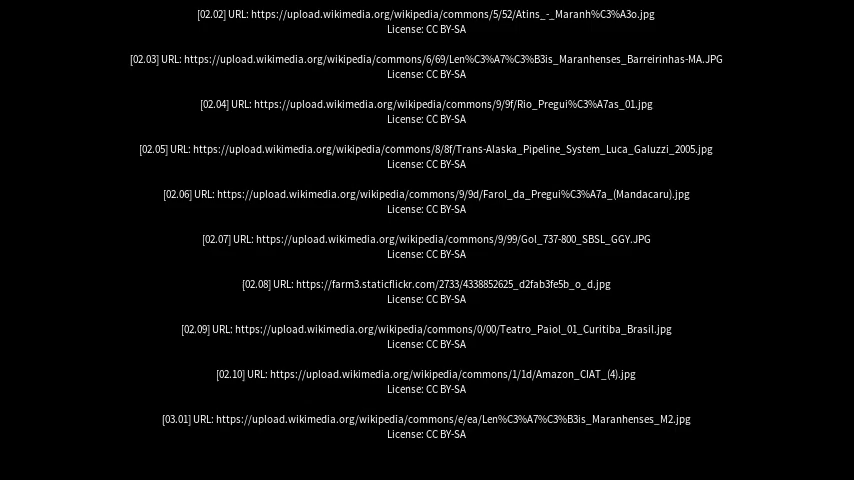 [02.02] URL: https://upload.wikimedia.org/wikipedia/commons/5/52/Atins_-_Maranh%C3%A3o.jpg
License: CC BY-SA
[02.03] URL: https://upload.wikimedia.org/wikipedia/commons/6/69/Len%C3%A7%C3%B3is_Maranhenses_Barreirinhas-MA.JPG
License: CC BY-SA
[02.04] URL: https://upload.wikimedia.org/wikipedia/commons/9/9f/Rio_Pregui%C3%A7as_01.jpg
License: CC BY-SA
[02.05] URL: https://upload.wikimedia.org/wikipedia/commons/8/8f/Trans-Alaska_Pipeline_System_Luca_Galuzzi_2005.jpg
License: CC BY-SA
[02.06] URL: https://upload.wikimedia.org/wikipedia/commons/9/9d/Farol_da_Pregui%C3%A7a_(Mandacaru).jpg
License: CC BY-SA
[02.07] URL: https://upload.wikimedia.org/wikipedia/commons/9/99/Gol_737-800_SBSL_GGY.JPG
License: CC BY-SA
[02.08] URL: https://farm3.staticflickr.com/2733/4338852625_d2fab3fe5b_o_d.jpg
License: CC BY-SA
[02.09] URL: https://upload.wikimedia.org/wikipedia/commons/0/00/Teatro_Paiol_01_Curitiba_Brasil.jpg
License: CC BY-SA
[02.10] URL: https://upload.wikimedia.org/wikipedia/commons/1/1d/Amazon_CIAT_(4).jpg
License: CC BY-SA
[03.01] URL: https://upload.wikimedia.org/wikipedia/commons/e/ea/Len%C3%A7%C3%B3is_Maranhenses_M2.jpg
License: CC BY-SA